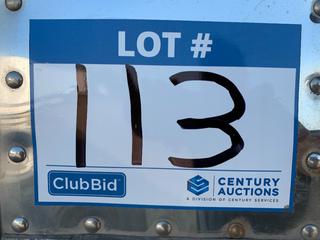 LOT #
113
ClubBid
CENTURY
AUCTIONS
A DIVISION OF CENTURY SERVICES